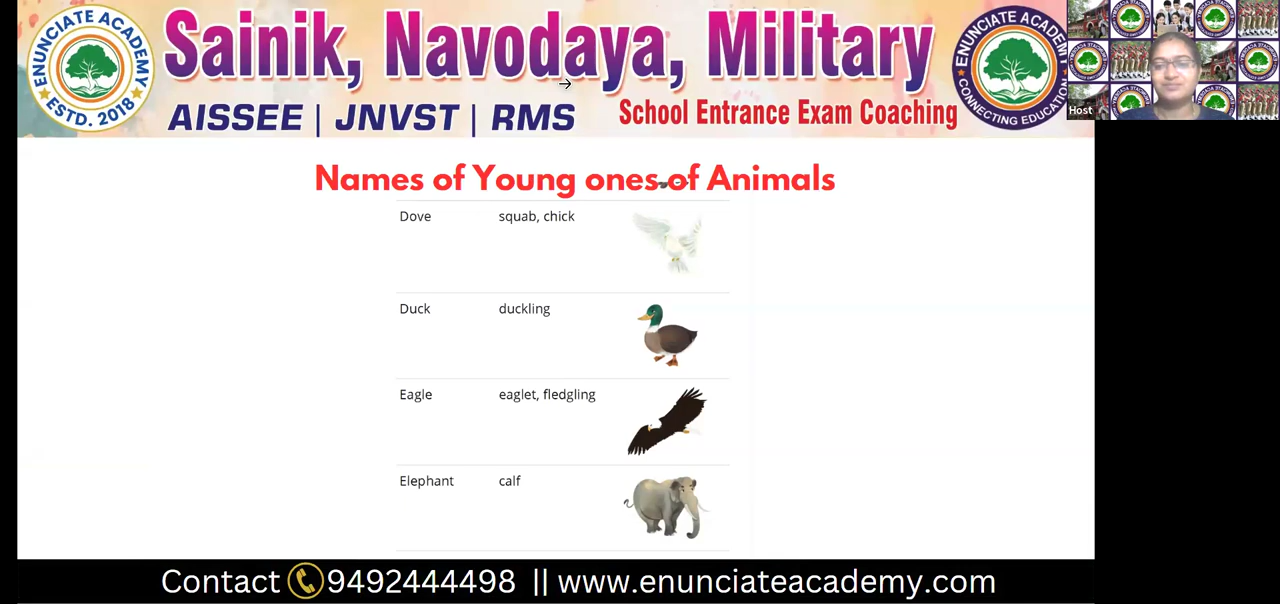 ENUNCIATE ACADEMY
ESTD. 2018
Sainik, Navodaya, Military
AISSEE | JNVST | RMS
School Entrance Exam Coaching
ENUNCIATE ACADEMY
CONNECTING EDUCATION
Host
Names of Young ones of Animals
Dove squab, chick
Duck duckling
Eagle eaglet, fledgling
Elephant calf
Contact 9492444498 || www.enunciateacademy.com